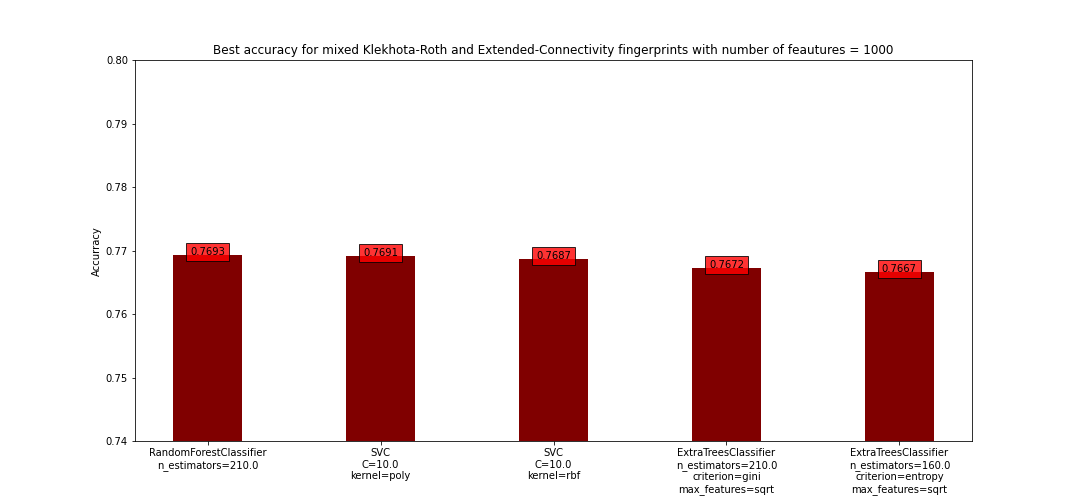 Best accuracy for mixed Klekhota-Roth and Extended-Connectivity fingerprints with number of feautures = 1000
Accurracy
0.80
0.79
0.78
0.77
0.76
0.75
0.74
0.7693
0.7691
0.7687
0.7672
0.7667
RandomForestClassifier
n_estimators=210.0
SVC
C=10.0
kernel=poly
SVC
C=10.0
kernel=rbf
ExtraTreesClassifier
n_estimators=210.0
criterion=gini
max_features=sqrt
ExtraTreesClassifier
n_estimators=160.0
criterion=entropy
max_features=sqrt